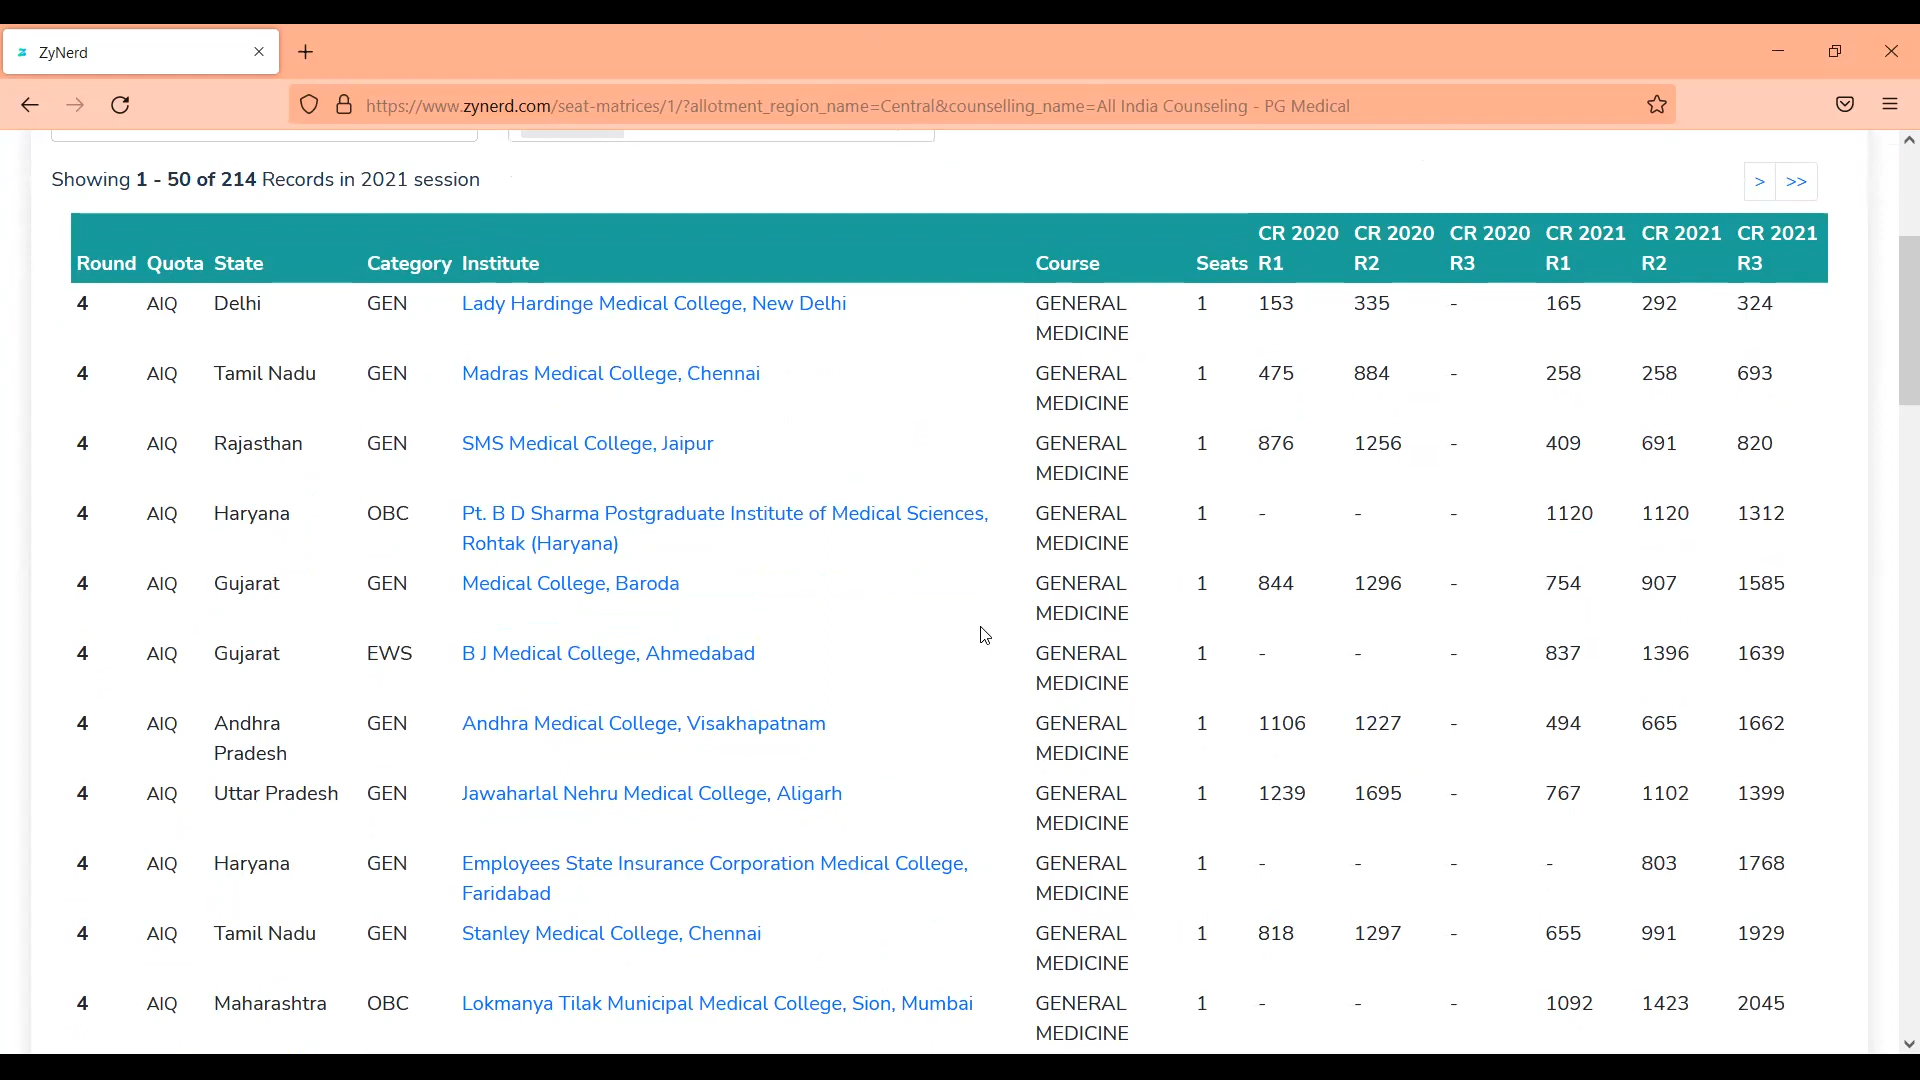 ZyNerd
https://www.zynerd.com/seat-matrices/1/?allotment_region_name=Central&counselling_name=All India Counseling - PG Medical
Showing 1 - 50 of 214 Records in 2021 session
> >>
Round Quota State Category Institute Course Seats CR 2020 R1 CR 2020 R2 CR 2020 R3 CR 2021 R1 CR 2021 R2 CR 2021 R3
4 AIQ Delhi GEN Lady Hardinge Medical College, New Delhi GENERAL MEDICINE 1 153 335 - 165 292 324
4 AIQ Tamil Nadu GEN Madras Medical College, Chennai GENERAL MEDICINE 1 475 884 - 258 258 693
4 AIQ Rajasthan GEN SMS Medical College, Jaipur GENERAL MEDICINE 1 876 1256 - 409 691 820
4 AIQ Haryana OBC Pt. B D Sharma Postgraduate Institute of Medical Sciences, Rohtak (Haryana) GENERAL MEDICINE 1 - - - 1120 1120 1312
4 AIQ Gujarat GEN Medical College, Baroda GENERAL MEDICINE 1 844 1296 - 754 907 1585
4 AIQ Gujarat EWS B J Medical College, Ahmedabad GENERAL MEDICINE 1 - - - 837 1396 1639
4 AIQ Andhra Pradesh GEN Andhra Medical College, Visakhapatnam GENERAL MEDICINE 1 1106 1227 - 494 665 1662
4 AIQ Uttar Pradesh GEN Jawaharlal Nehru Medical College, Aligarh GENERAL MEDICINE 1 1239 1695 - 767 1102 1399
4 AIQ Haryana GEN Employees State Insurance Corporation Medical College, Faridabad GENERAL MEDICINE 1 - - - - 803 1768
4 AIQ Tamil Nadu GEN Stanley Medical College, Chennai GENERAL MEDICINE 1 818 1297 - 655 991 1929
4 AIQ Maharashtra OBC Lokmanya Tilak Municipal Medical College, Sion, Mumbai GENERAL MEDICINE 1 - - - 1092 1423 2045